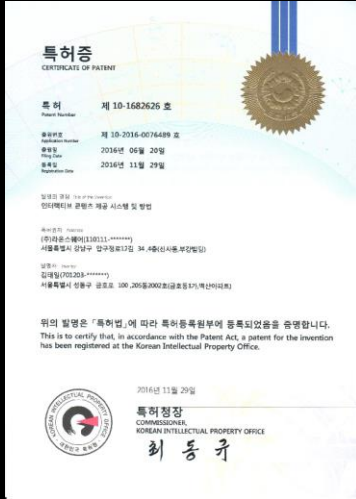 특허증
CERTIFICATE OF PATENT
특허 제 10-1682626 호
Patent Number
출원번호 제 10-2016-0076489 호
Application Number
출원일 2016년 06월 20일
Filing Date
등록일 2016년 11월 29일
Registration Date
발명의 명칭 Title of the Invention
인터랙티브 콘텐츠 제공 시스템 및 방법
특허권자 Patentee
(주)라온스퀘어(110111-*******)
서울특별시 강남구 압구정로12길 34, 4층(신사동,부강빌딩)
발명자 Inventor
김태일(701203-*******)
서울특별시 성동구 금호로 100, 205동2002호(금호동1가,벽산아파트)
위의 발명은 「특허법」에 따라 특허등록원부에 등록되었음을 증명합니다.
This is to certify that, in accordance with the Patent Act, a patent for the invention
has been registered at the Korean Intellectual Property Office.
2016년 11월 29일
특허청장
COMMISSIONER,
KOREAN INTELLECTUAL PROPERTY OFFICE
최동규
KOREAN INTELLECTUAL PROPERTY OFFICE
대한민국 특허청